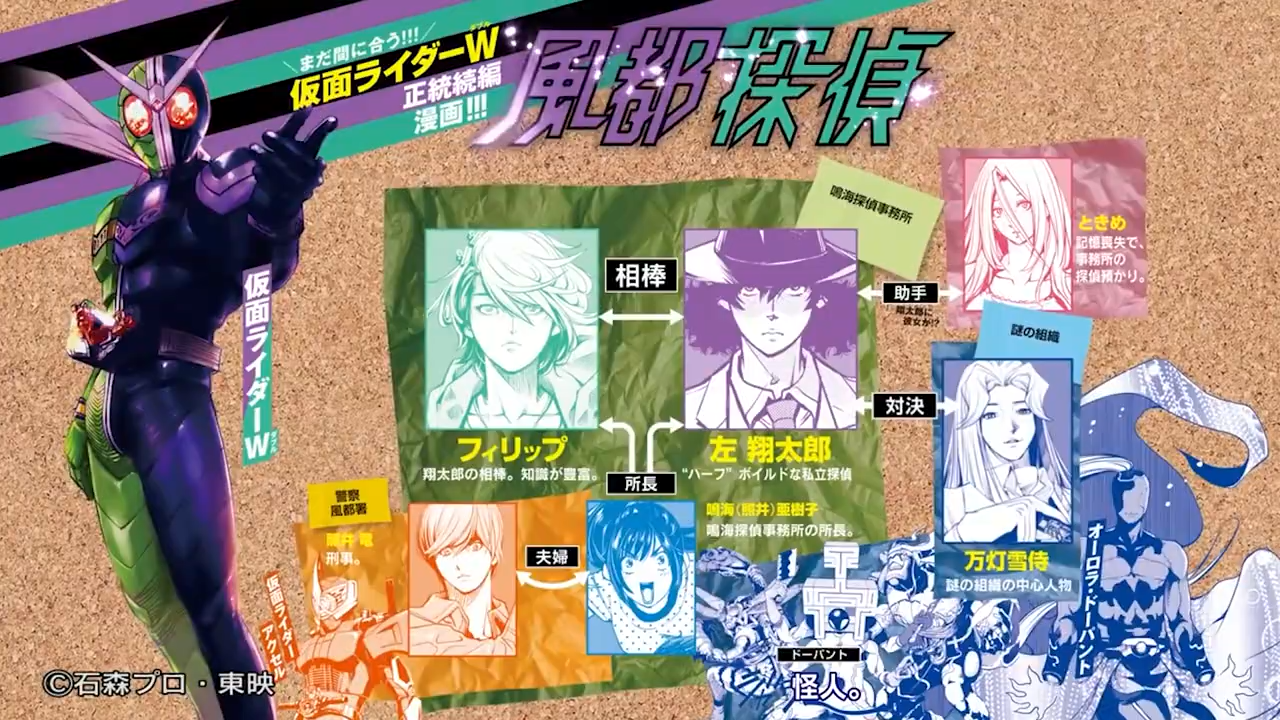 まだ間に合う!!!
仮面ライダーW
ダブル
正統続編
漫画!!!
風都探偵
鳴海探偵事務所
ときめ
記憶喪失で、
事務所の
探偵預かり。
相棒
助手
翔太郎に
彼女が!?
謎の組織
仮面ライダーW
ダブル
対決
フィリップ
翔太郎の相棒。知識が豊富。
左 翔太郎
“ハーフ”ボイルドな私立探偵
所長
警察
風都署
照井 竜
刑事。
夫婦
鳴海(照井)亜樹子
鳴海探偵事務所の所長。
万灯雪侍
謎の組織の中心人物
オーロラ・ドーパント
仮面ライダー
アクセル
ドーパント
怪人。
©石森プロ・東映